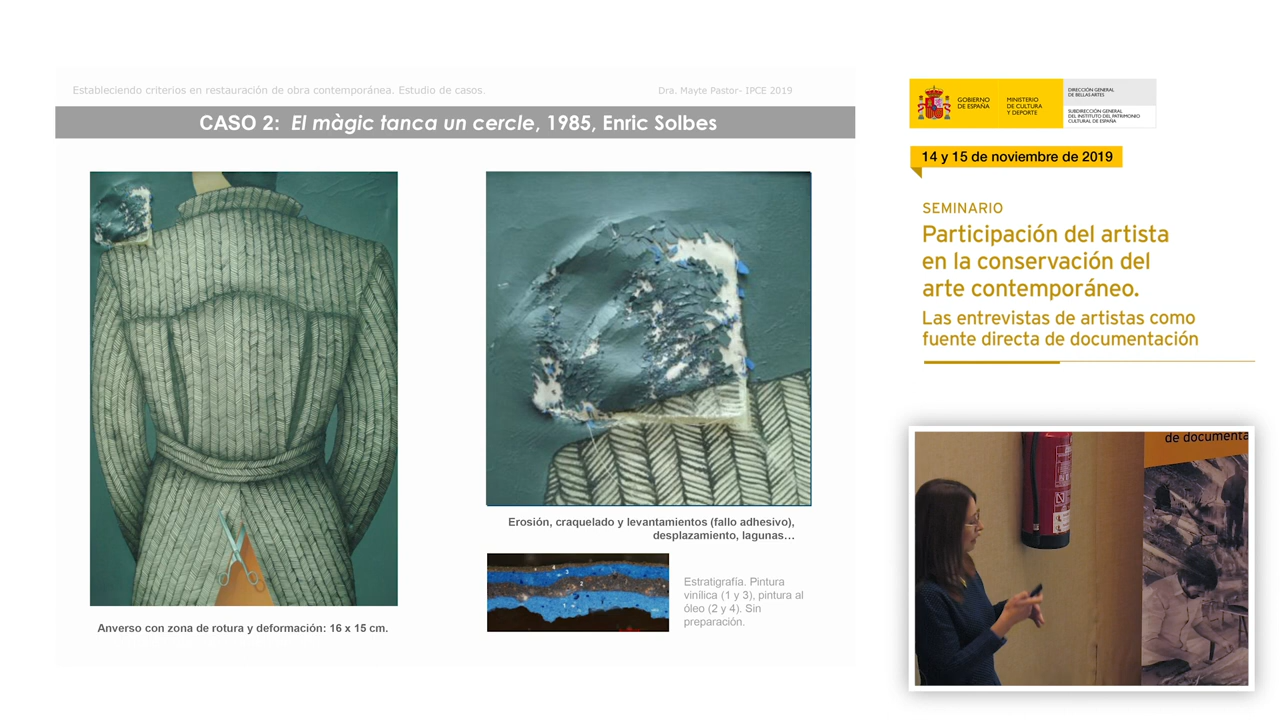 Estableciendo criterios en restauración de obra contemporánea. Estudio de casos.
Dra. Mayte Pastor- IPCE 2019
CASO 2: El màgic tanca un cercle, 1985, Enric Solbes
Anverso con zona de rotura y deformación: 16 x 15 cm.
Erosión, craquelado y levantamientos (fallo adhesivo),
desplazamiento, lagunas…
Estratigrafía. Pintura
vinílica (1 y 3), pintura al
óleo (2 y 4). Sin
preparación.
GOBIERNO
DE ESPAÑA
MINISTERIO
DE CULTURA
Y DEPORTE
DIRECCIÓN GENERAL
DE BELLAS ARTES
SUBDIRECCIÓN GENERAL
DEL INSTITUTO DEL PATRIMONIO
CULTURAL DE ESPAÑA
14 y 15 de noviembre de 2019
SEMINARIO
Participación del artista
en la conservación del
arte contemporáneo.
Las entrevistas de artistas como
fuente directa de documentación
de documenta